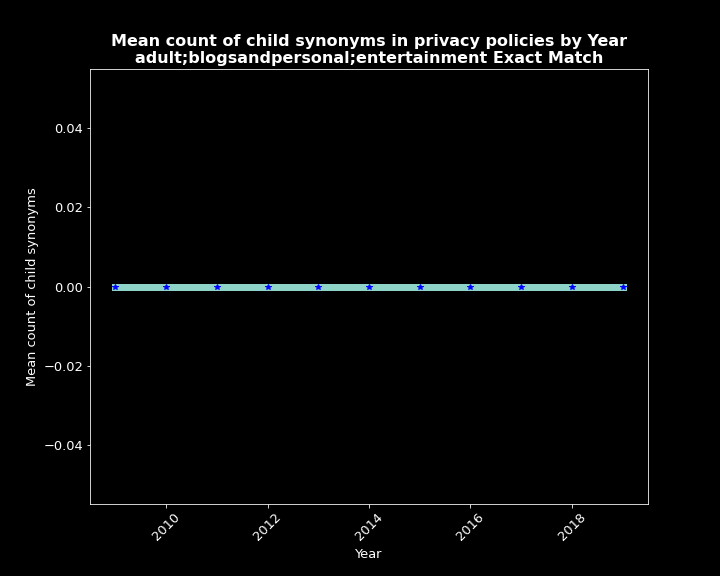 Mean count of child synonyms in privacy policies by Year
adult;blogsandpersonal;entertainment Exact Match
Mean count of child synonyms
0.04
0.02
0.00
−0.02
−0.04
2010
2012
2014
2016
2018
Year